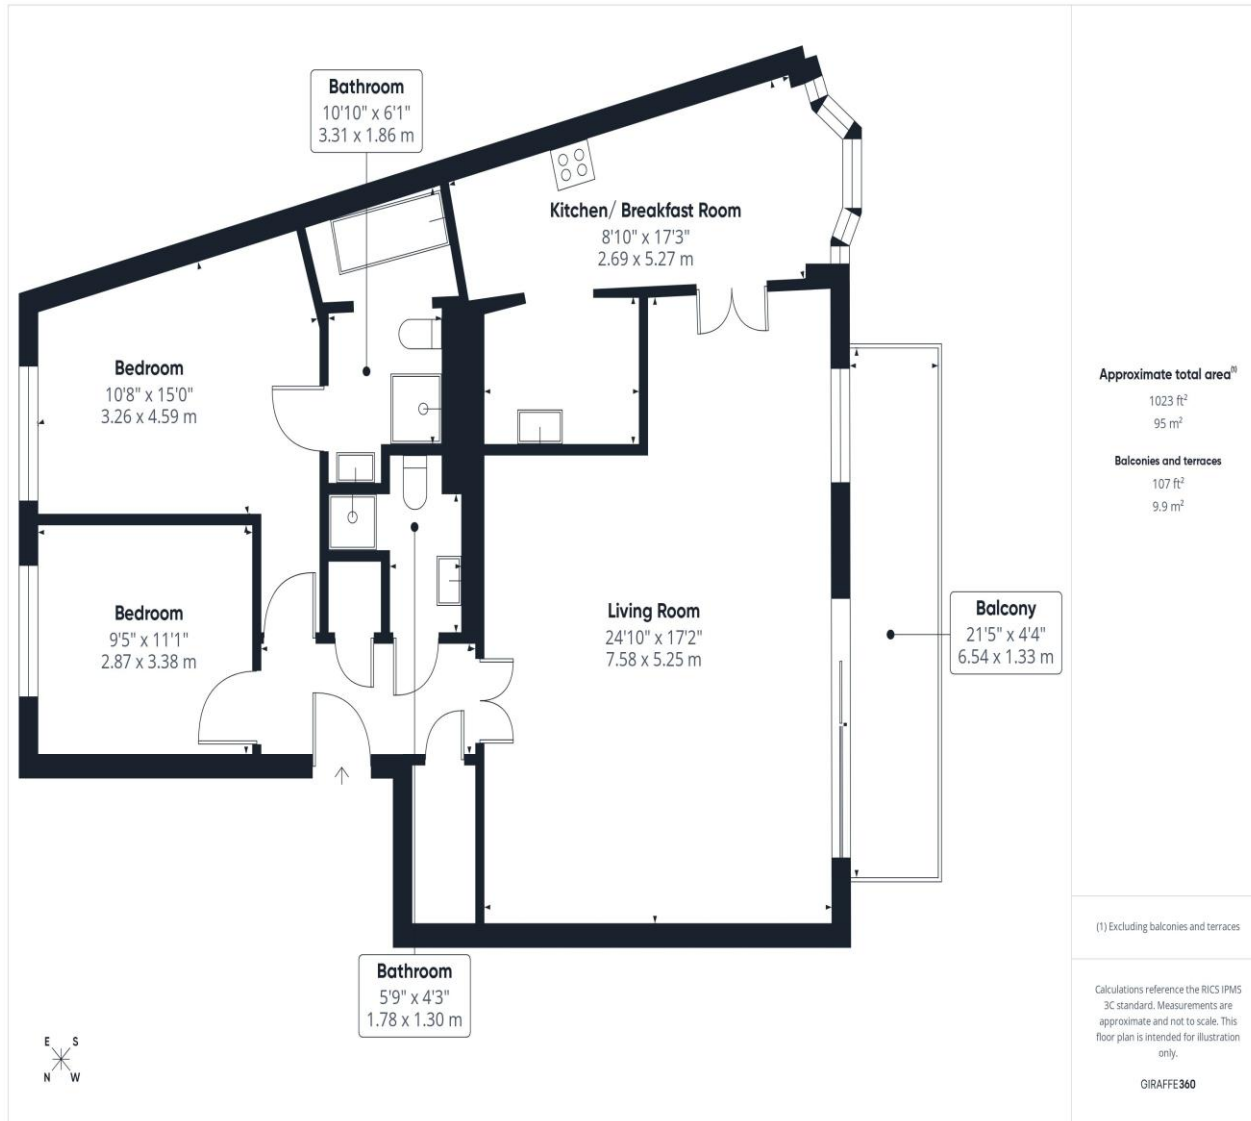 Bathroom
10'10" x 6'1"
3.31 x 1.86 m
Kitchen/ Breakfast Room
8'10" x 17'3"
2.69 x 5.27 m
Bedroom
10'8" x 15'0"
3.26 x 4.59 m
Bedroom
9'5" x 11'1"
2.87 x 3.38 m
Living Room
24'10" x 17'2"
7.58 x 5.25 m
Balcony
21'5" x 4'4"
6.54 x 1.33 m
Bathroom
5'9" x 4'3"
1.78 x 1.30 m
E S
N W
Approximate total area⁽¹⁾
1023 ft²
95 m²
Balconies and terraces
107 ft²
9.9 m²
(1) Excluding balconies and terraces
Calculations reference the RICS IPMS
3C standard. Measurements are
approximate and not to scale. This
floor plan is intended for illustration
only.
GIRAFFE360